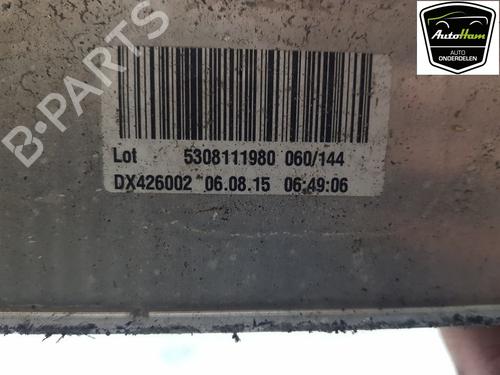 AutoHam
AUTO
ONDERDELEN
B-PARTS
Lot 5308111980 060/144
DX426002 06.08.15 06:49:06